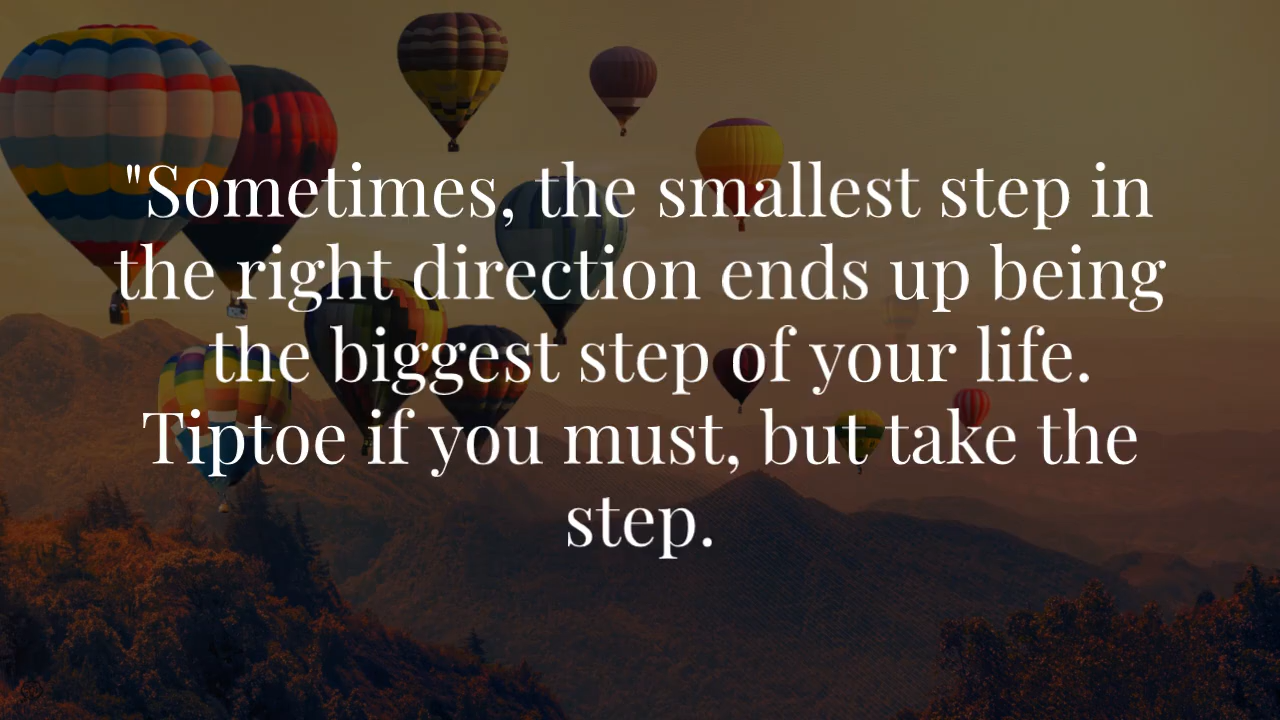 "Sometimes, the smallest step in
the right direction ends up being
the biggest step of your life.
Tiptoe if you must, but take the
step.